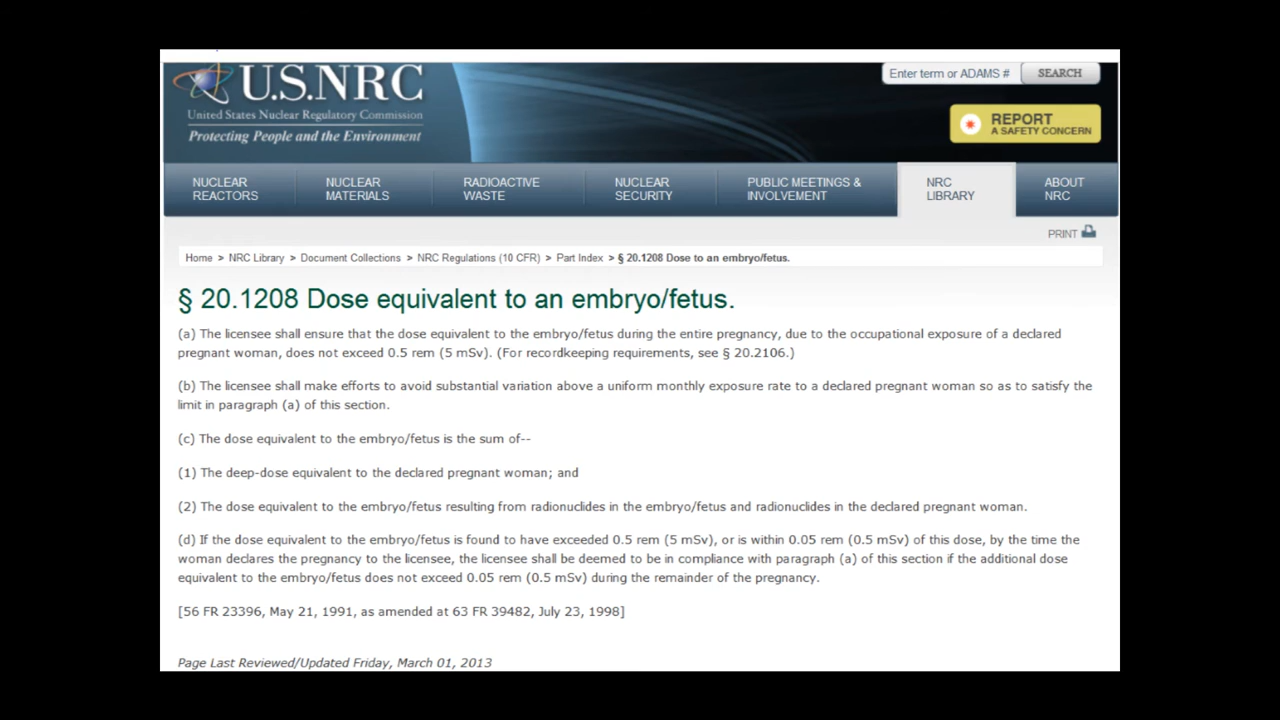 U.S.NRC
United States Nuclear Regulatory Commission
Protecting People and the Environment
Enter term or ADAMS # SEARCH
REPORT
A SAFETY CONCERN
NUCLEAR
REACTORS
NUCLEAR
MATERIALS
RADIOACTIVE
WASTE
NUCLEAR
SECURITY
PUBLIC MEETINGS &
INVOLVEMENT
NRC
LIBRARY
ABOUT
NRC
PRINT
Home > NRC Library > Document Collections > NRC Regulations (10 CFR) > Part Index > § 20.1208 Dose to an embryo/fetus.
§ 20.1208 Dose equivalent to an embryo/fetus.
(a) The licensee shall ensure that the dose equivalent to the embryo/fetus during the entire pregnancy, due to the occupational exposure of a declared
pregnant woman, does not exceed 0.5 rem (5 mSv). (For recordkeeping requirements, see § 20.2106.)
(b) The licensee shall make efforts to avoid substantial variation above a uniform monthly exposure rate to a declared pregnant woman so as to satisfy the
limit in paragraph (a) of this section.
(c) The dose equivalent to the embryo/fetus is the sum of--
(1) The deep-dose equivalent to the declared pregnant woman; and
(2) The dose equivalent to the embryo/fetus resulting from radionuclides in the embryo/fetus and radionuclides in the declared pregnant woman.
(d) If the dose equivalent to the embryo/fetus is found to have exceeded 0.5 rem (5 mSv), or is within 0.05 rem (0.5 mSv) of this dose, by the time the
woman declares the pregnancy to the licensee, the licensee shall be deemed to be in compliance with paragraph (a) of this section if the additional dose
equivalent to the embryo/fetus does not exceed 0.05 rem (0.5 mSv) during the remainder of the pregnancy.
[56 FR 23396, May 21, 1991, as amended at 63 FR 39482, July 23, 1998]
Page Last Reviewed/Updated Friday, March 01, 2013